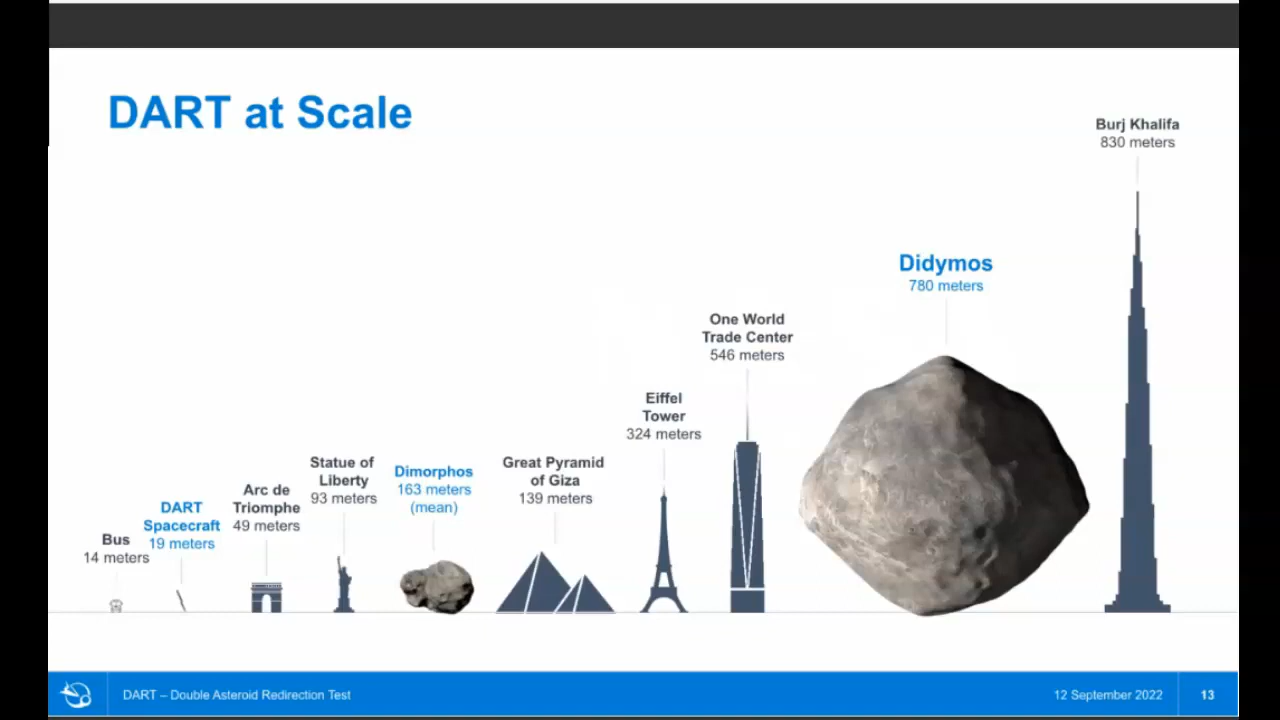 DART at Scale
Bus
14 meters
DART
Spacecraft
19 meters
Arc de
Triomphe
49 meters
Statue of
Liberty
93 meters
Dimorphos
163 meters
(mean)
Great Pyramid
of Giza
139 meters
Eiffel
Tower
324 meters
One World
Trade Center
546 meters
Didymos
780 meters
Burj Khalifa
830 meters
DART – Double Asteroid Redirection Test
12 September 2022
13